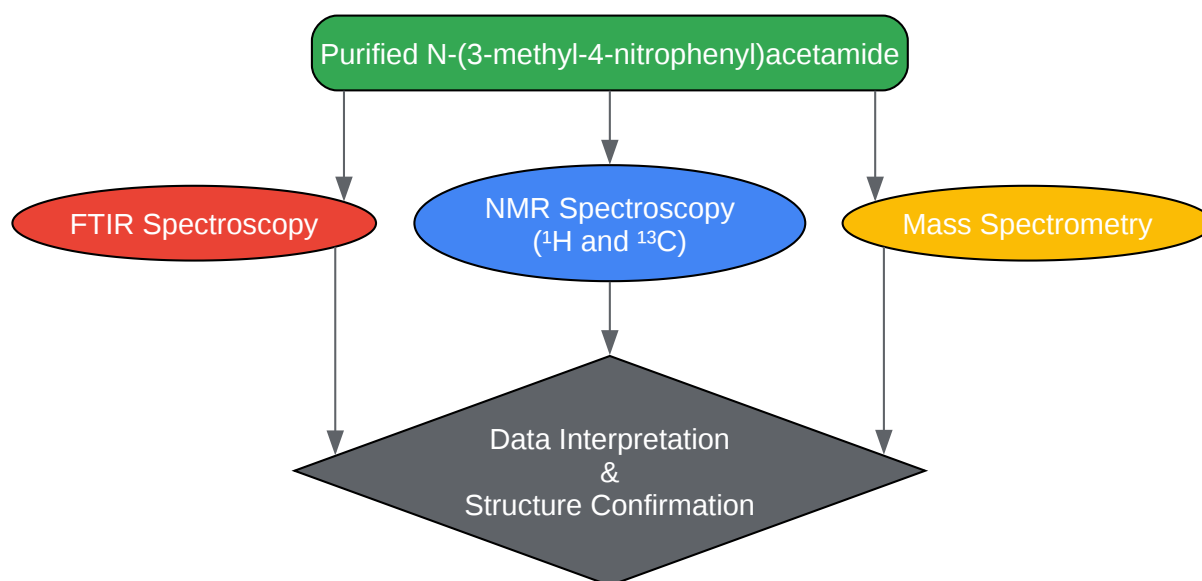 Purified N-(3-methyl-4-nitrophenyl)acetamide
FTIR Spectroscopy
NMR Spectroscopy
(¹H and ¹³C)
Mass Spectrometry
Data Interpretation
&
Structure Confirmation